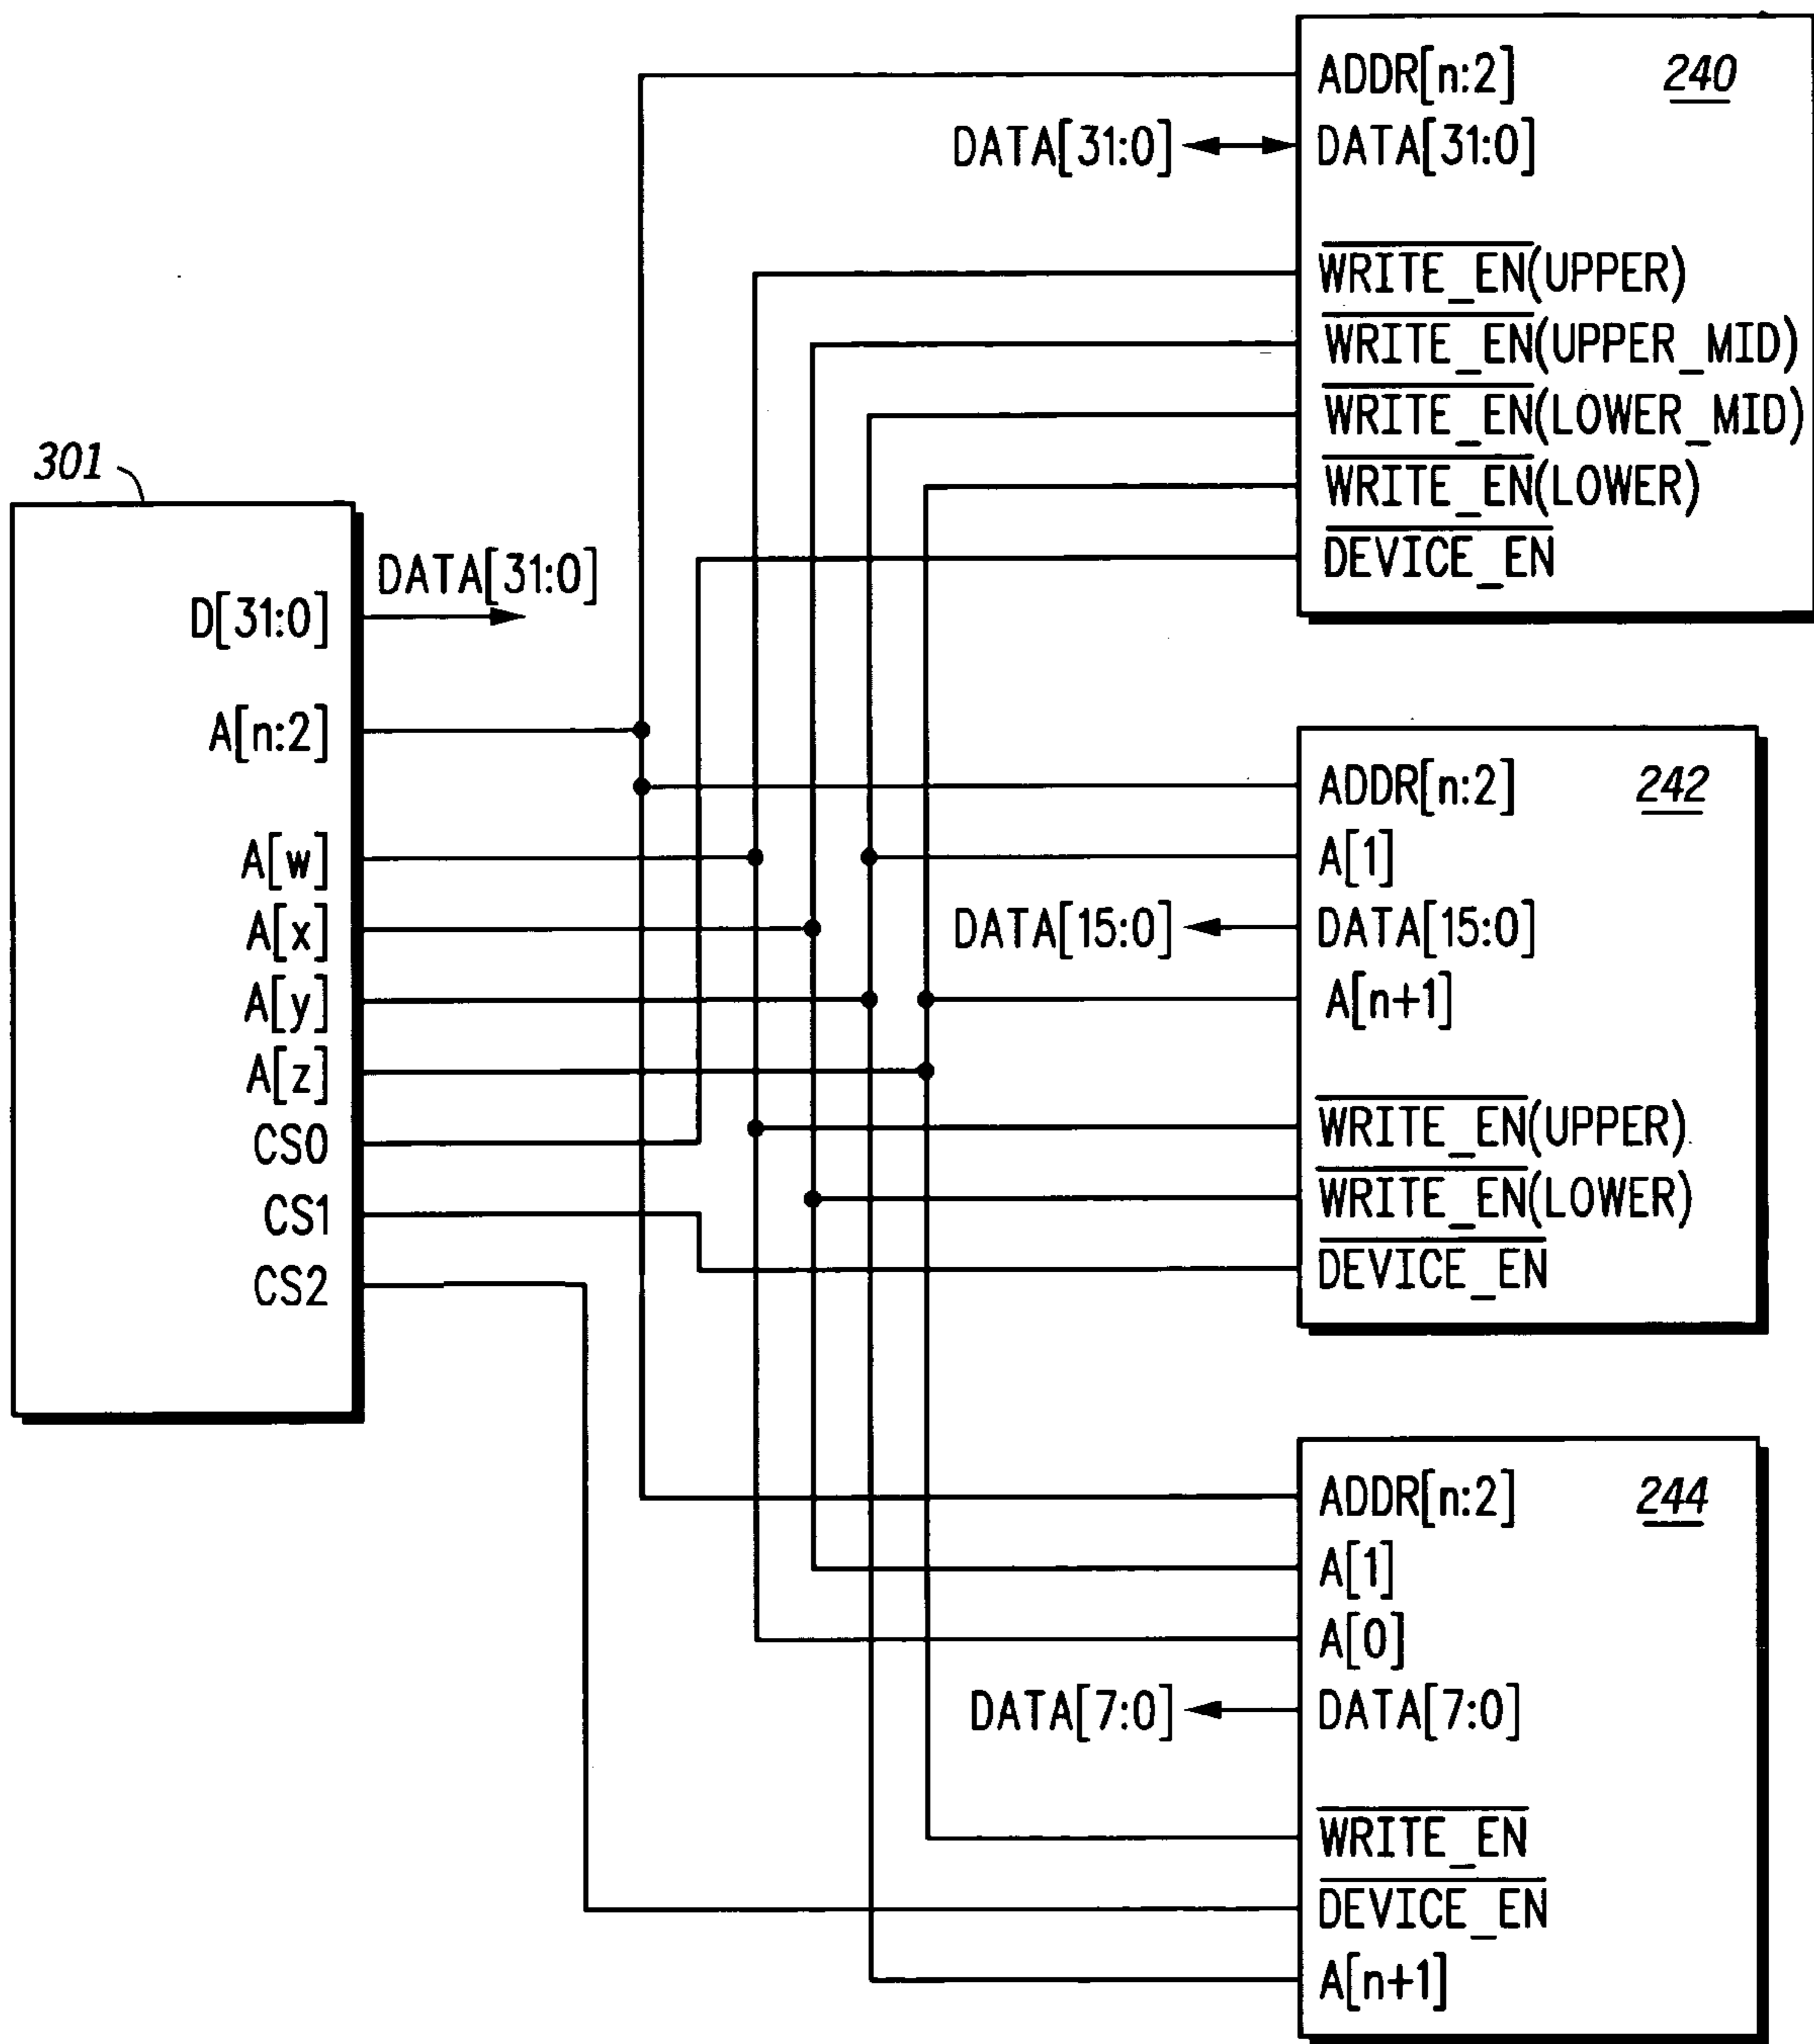 301
D[31:0]
DATA[31:0]
A[n:2]
A[w]
A[x]
A[y]
A[z]
CS0
CS1
CS2
240
ADDR[n:2]
DATA[31:0] DATA[31:0]
WRITE_EN(UPPER)
WRITE_EN(UPPER_MID)
WRITE_EN(LOWER_MID)
WRITE_EN(LOWER)
DEVICE_EN
242
ADDR[n:2]
A[1]
DATA[15:0] DATA[15:0]
A[n+1]
WRITE_EN(UPPER)
WRITE_EN(LOWER)
DEVICE_EN
244
ADDR[n:2]
A[1]
A[0]
DATA[7:0] DATA[7:0]
WRITE_EN
DEVICE_EN
A[n+1]